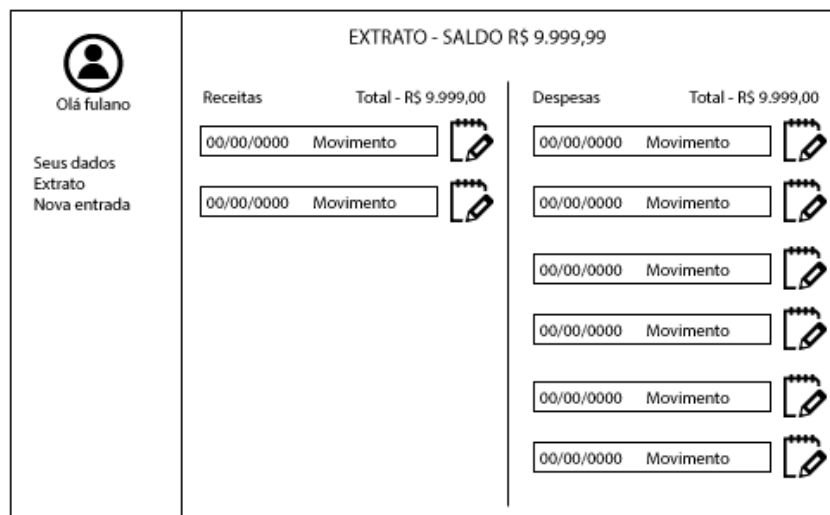 EXTRATO - SALDO R$ 9.999,99
Olá fulano
Seus dados
Extrato
Nova entrada
Receitas Total - R$ 9.999,00
00/00/0000 Movimento
00/00/0000 Movimento
Despesas Total - R$ 9.999,00
00/00/0000 Movimento
00/00/0000 Movimento
00/00/0000 Movimento
00/00/0000 Movimento
00/00/0000 Movimento
00/00/0000 Movimento